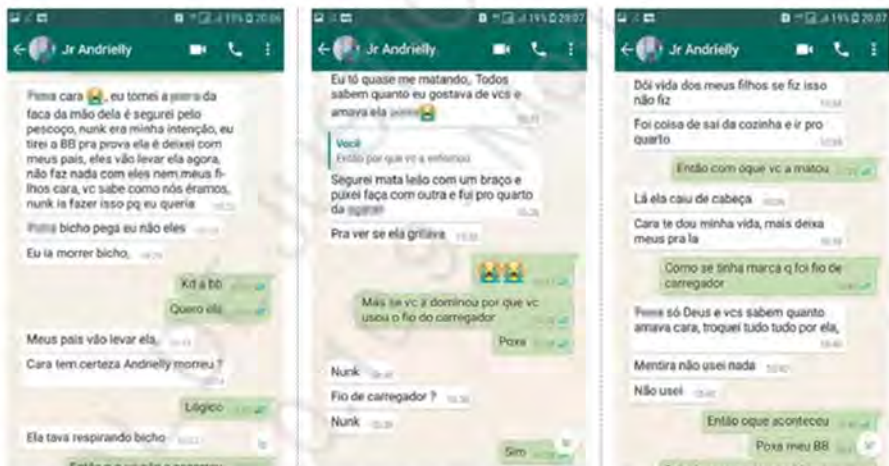 19% 20:06
Jr Andrielly
cara 😭, eu tomei a da
faca da mão dela é segurei pelo
pescoço, nunk era minha intenção, eu
tirei a BB pra prova ela é deixei com
meus pais, eles vão levar ela agora,
não faz nada com eles nem meus fi-
lhos cara, vc sabe como nós éramos,
nunk ia fazer isso pq eu queria
bicho pega eu não eles
Eu ia morrer bicho,
Kd a bb
Quero ela
Meus pais vão levar ela,
Cara tem certeza Andrielly morreu ?
Lógico
Ela tava respirando bicho
19% 20:07
Jr Andrielly
Eu tô quase me matando,. Todos
sabem quanto eu gostava de vcs e
amava ela 😭
Você
Então por que vc a
Segurei mata leão com um braço e
puxei faça com outra e fui pro quarto
da
Pra ver se ela gritava
😭😭
Mas se vc a dominou por que vc
usou o fio do carregador
Poxa
Nunk
Fio de carregador ?
Nunk
Sim
19% 20:07
Jr Andrielly
Dói vida dos meus filhos se fiz isso
não fiz
Foi coisa de sai da cozinha e ir pro
quarto
Então com oque vc a matou
Lá ela caiu de cabeça
Cara te dou minha vida, mais deixa
meus pra la
Como se tinha marca q foi fio de
carregador
só Deus e vcs sabem quanto
amava cara, troquei tudo tudo por ela,
Mentira não usei nada
Não usei
Então oque aconteceu
Poxa meu BB